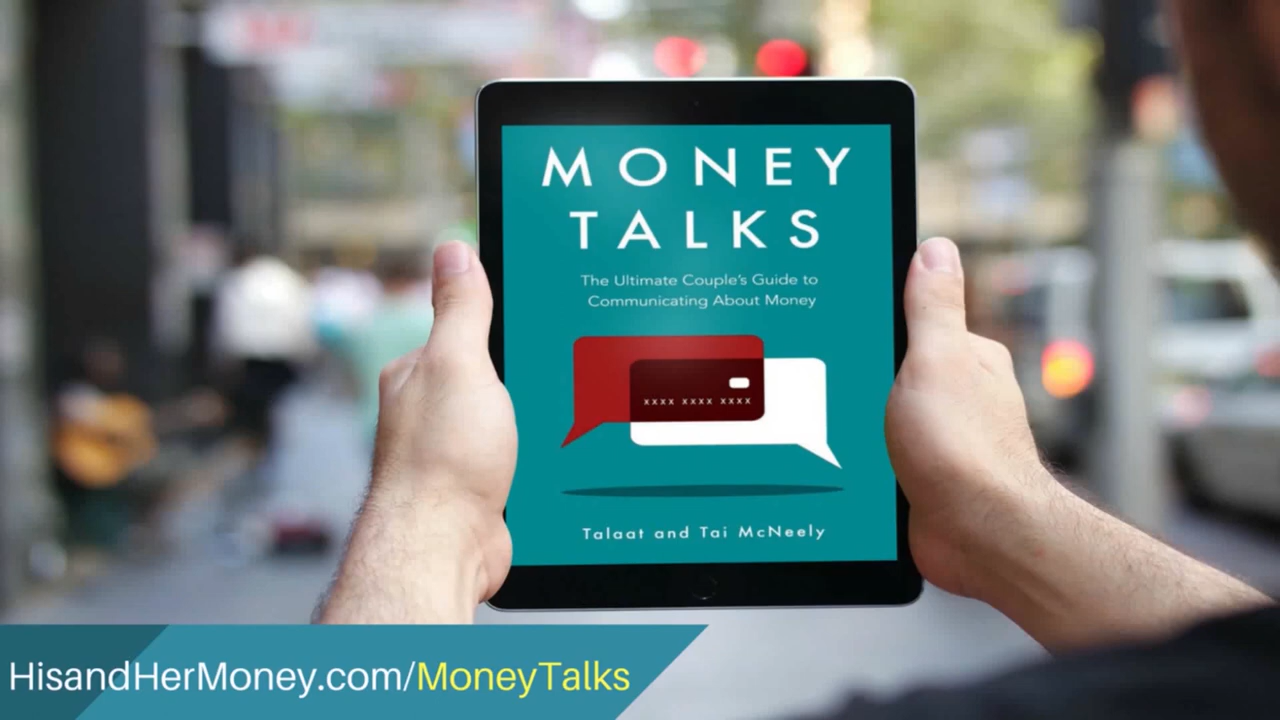 MONEY
TALKS
The Ultimate Couple's Guide to
Communicating About Money
xxxx xxxx xxxx
Talaat and Tai McNeely
HisandHerMoney.com/MoneyTalks